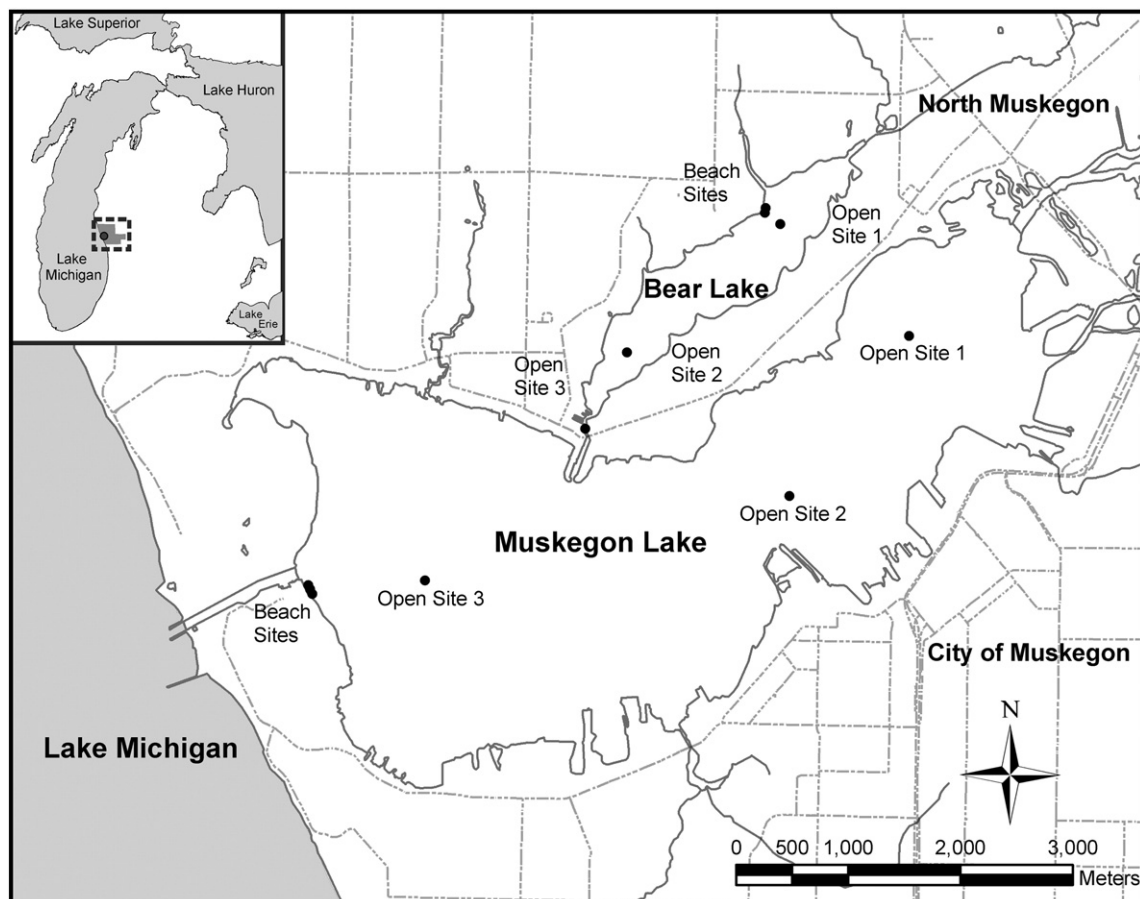 Lake Superior
Lake Huron
Lake
Michigan
Lake
Erie
North Muskegon
Beach
Sites
Open
Site 1
Bear Lake
Open
Site 2
Open
Site 3
Open Site 1
Open Site 2
Muskegon Lake
Open Site 3
Beach
Sites
City of Muskegon
Lake Michigan
N
0 500 1,000 2,000 3,000
Meters